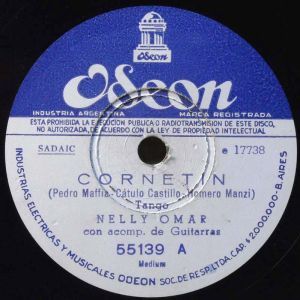 Odeon
Odeon
INDUSTRIA ARGENTINA
MARCA REGISTRADA
ESTÁ PROHIBIDA LA EJECUCION PUBLICA O RADIOTRANSMISION DE ESTE DISCO,
NO AUTORIZADA, DE ACUERDO CON LA LEY DE PROPIEDAD INTELECTUAL
SADAIC
e 17738
CORNETIN
(Pedro Maffia-Cátulo Castillo-Homero Manzi)
Tango
NELLY OMAR
con acomp. de Guitarras
55139 A
Medium
INDUSTRIAS ELECTRICAS Y MUSICALES ODEON SOC. DE RESP. LTDA. CAP. $ 2.000.000-B. AIRES